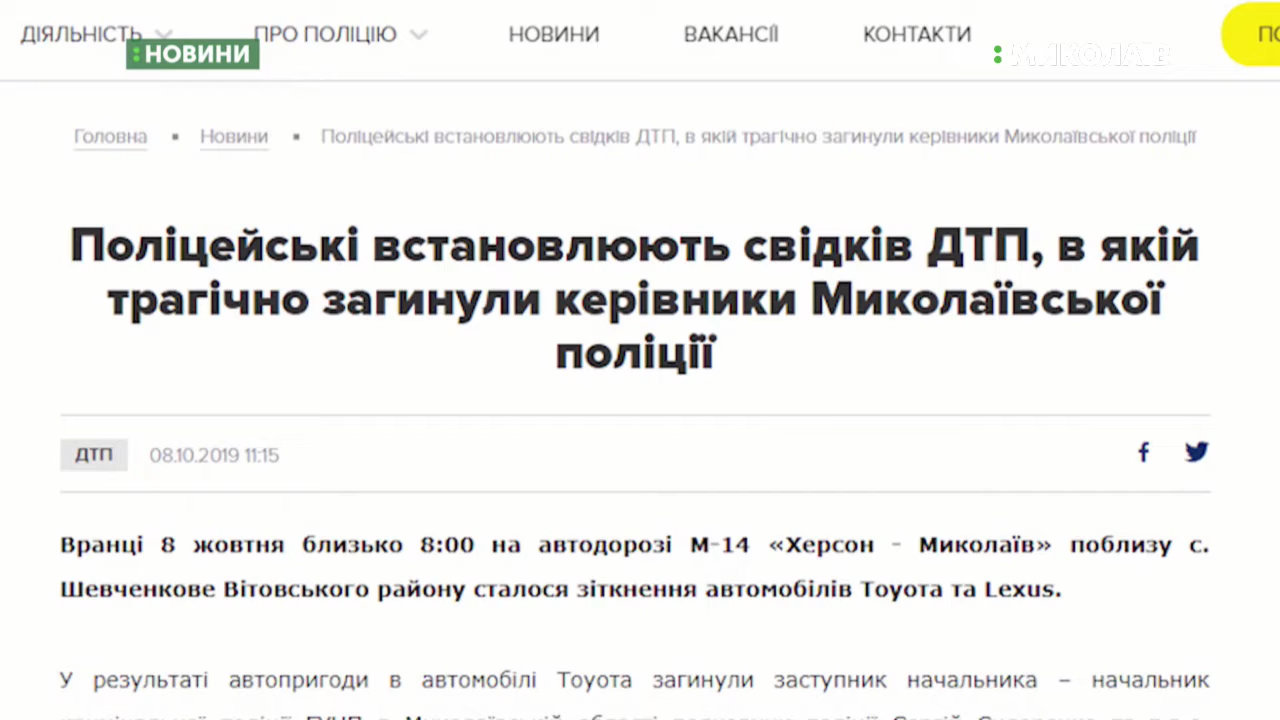 ДІЯЛЬНІСТЬ ПРО ПОЛІЦІЮ НОВИНИ ВАКАНСІЇ КОНТАКТИ
НОВИНИ
МИКОЛАЇВ
Головна ▪ Новини ▪ Поліцейські встановлюють свідків ДТП, в якій трагічно загинули керівники Миколаївської поліції
Поліцейські встановлюють свідків ДТП, в якій
трагічно загинули керівники Миколаївської
поліції
ДТП 08.10.2019 11:15
Вранці 8 жовтня близько 8:00 на автодорозі М-14 «Херсон - Миколаїв» поблизу с.
Шевченкове Вітовського району сталося зіткнення автомобілів Toyota та Lexus.
У результаті автопригоди в автомобілі Toyota загинули заступник начальника – начальник